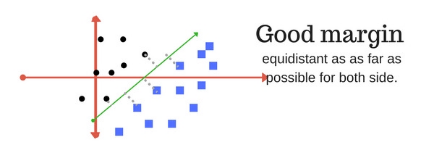 Good margin
equidistant as as far as
possible for both side.